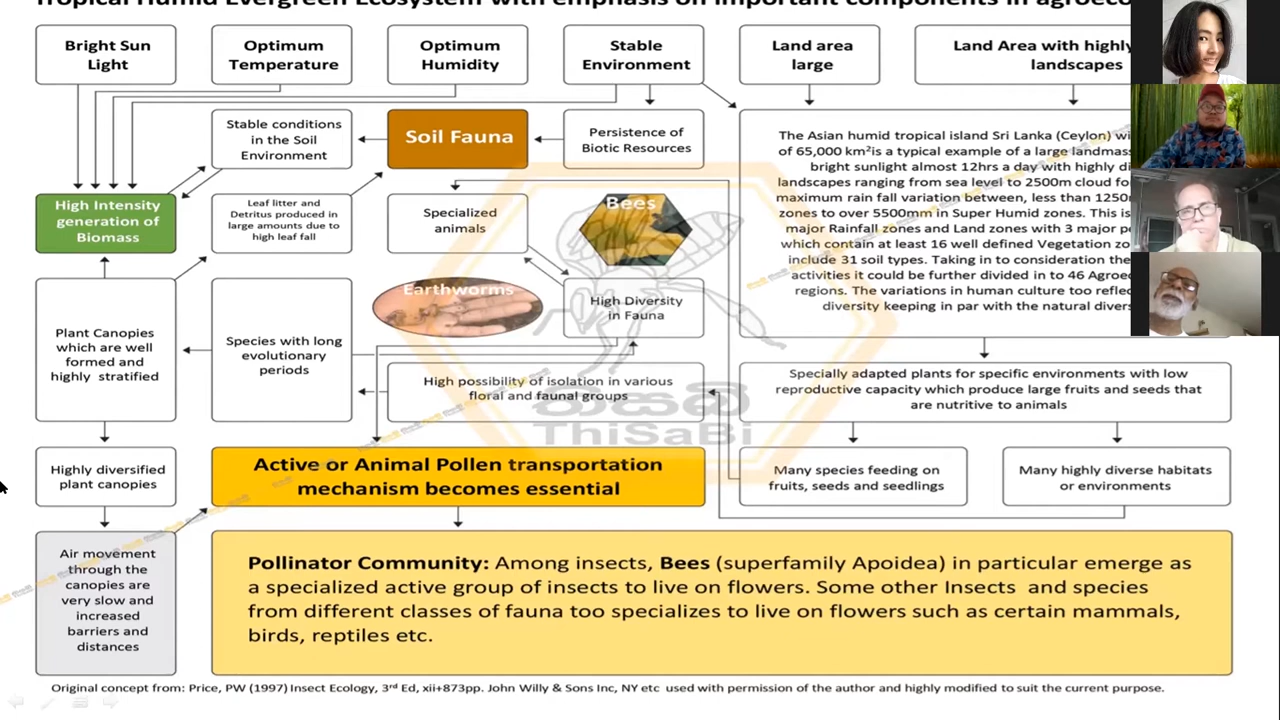 Tropical Humid Evergreen Ecosystem with emphasis on important components in agroeco
Bright Sun
Light
Optimum
Temperature
Optimum
Humidity
Stable
Environment
Land area
large
Land Area with highly
landscapes
Stable conditions
in the Soil
Environment
Soil Fauna
Persistence of
Biotic Resources
The Asian humid tropical island Sri Lanka (Ceylon) wi
of 65,000 km²is a typical example of a large landmass
bright sunlight almost 12hrs a day with highly di
landscapes ranging from sea level to 2500m cloud fo
maximum rain fall variation between, less than 1250
zones to over 5500mm in Super Humid zones. This is
major Rainfall zones and Land zones with 3 major p
which contain at least 16 well defined Vegetation zo
include 31 soil types. Taking in to consideration the
activities it could be further divided in to 46 Agroec
regions. The variations in human culture too reflec
diversity keeping in par with the natural divers
High Intensity
generation of
Biomass
Leaf litter and
Detritus produced in
large amounts due to
high leaf fall
Specialized
animals
Bees
Earthworms
High Diversity
in Fauna
Plant Canopies
which are well
formed and
highly stratified
Species with long
evolutionary
periods
High possibility of isolation in various
floral and faunal groups
Specially adapted plants for specific environments with low
reproductive capacity which produce large fruits and seeds that
are nutritive to animals
ThiSaBi
Highly diversified
plant canopies
Active or Animal Pollen transportation
mechanism becomes essential
Many species feeding on
fruits, seeds and seedlings
Many highly diverse habitats
or environments
Air movement
through the
canopies are
very slow and
increased
barriers and
distances
Pollinator Community: Among insects, Bees (superfamily Apoidea) in particular emerge as
a specialized active group of insects to live on flowers. Some other Insects and species
from different classes of fauna too specializes to live on flowers such as certain mammals,
birds, reptiles etc.
Original concept from: Price, PW (1997) Insect Ecology, 3rd Ed, xii+873pp. John Willy & Sons Inc, NY etc used with permission of the author and highly modified to suit the current purpose.